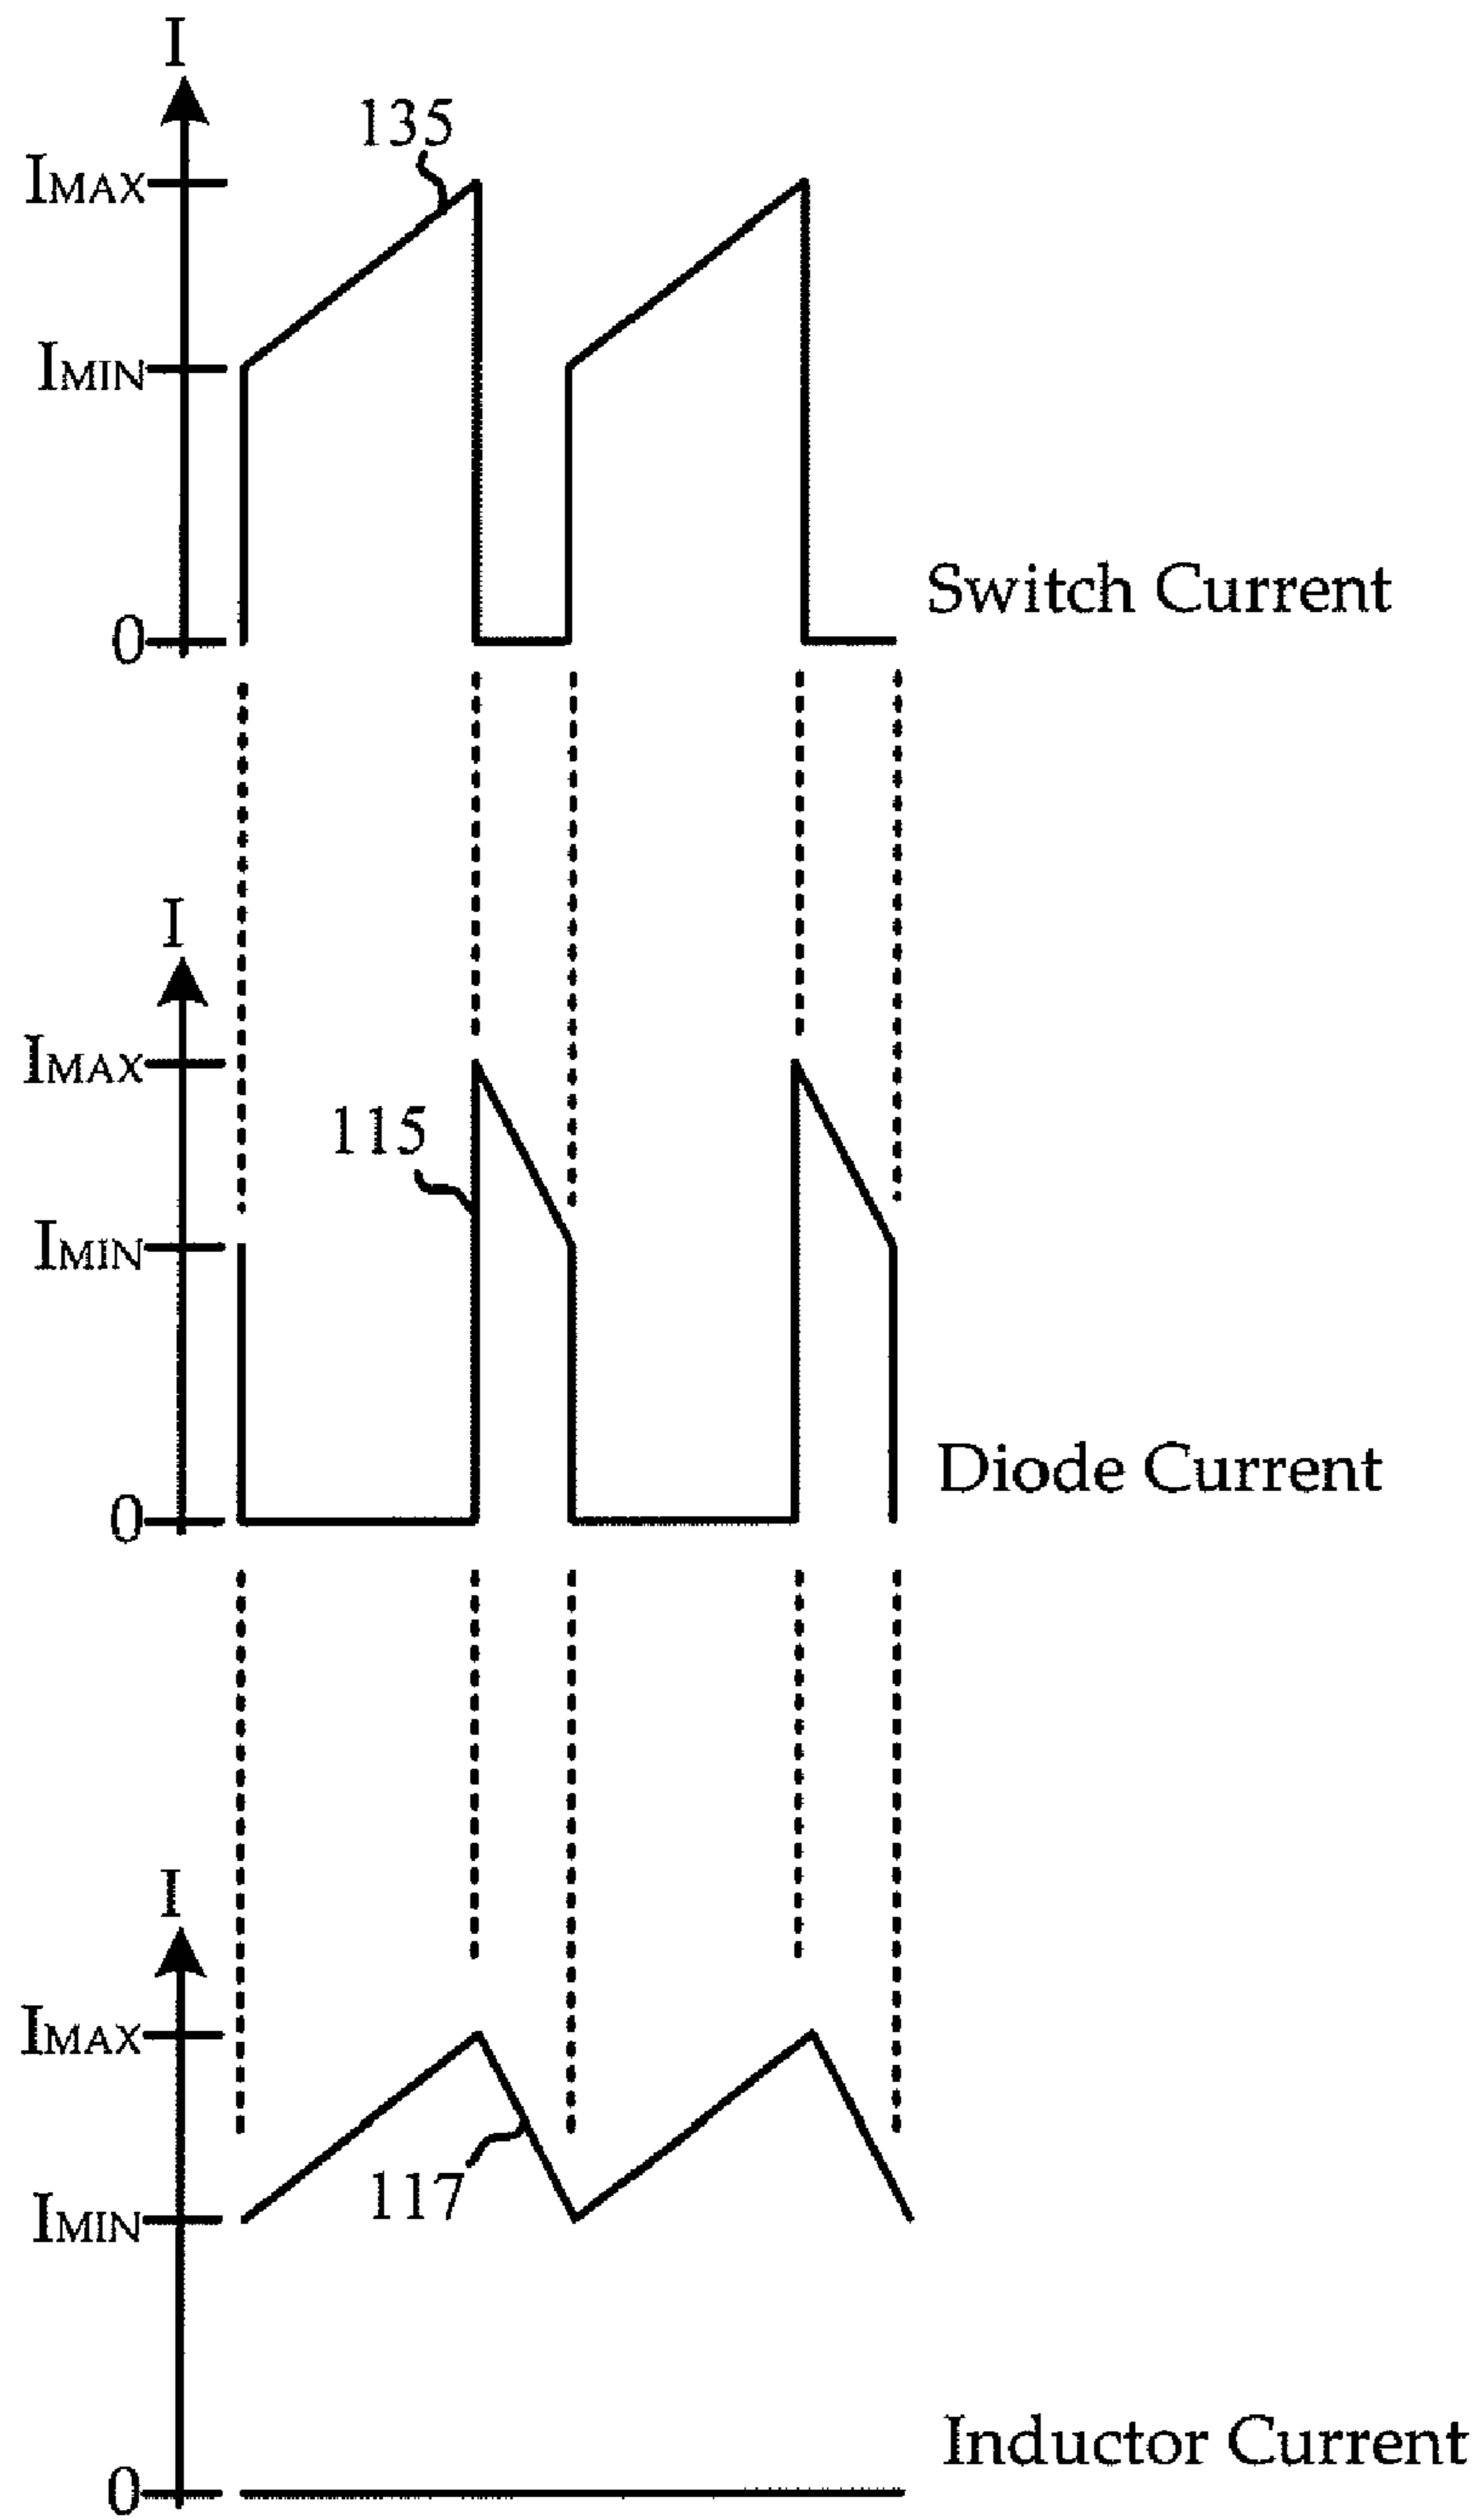 I
135
IMAX
IMIN
Switch Current
0
I
IMAX
115
IMIN
Diode Current
0
I
IMAX
117
IMIN
Inductor Current
0